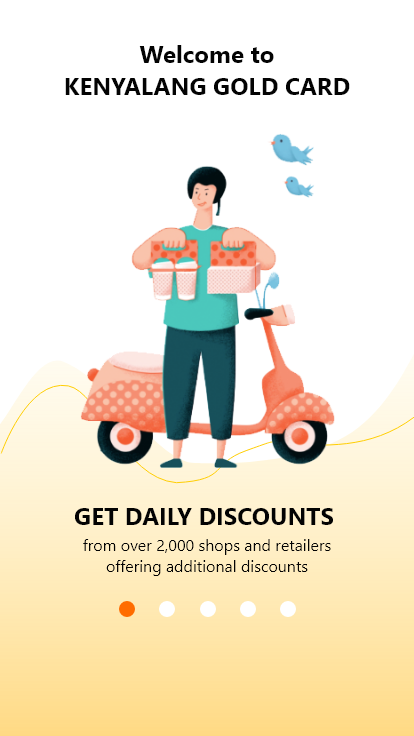 Welcome to
KENYALANG GOLD CARD
GET DAILY DISCOUNTS
from over 2,000 shops and retailers
offering additional discounts